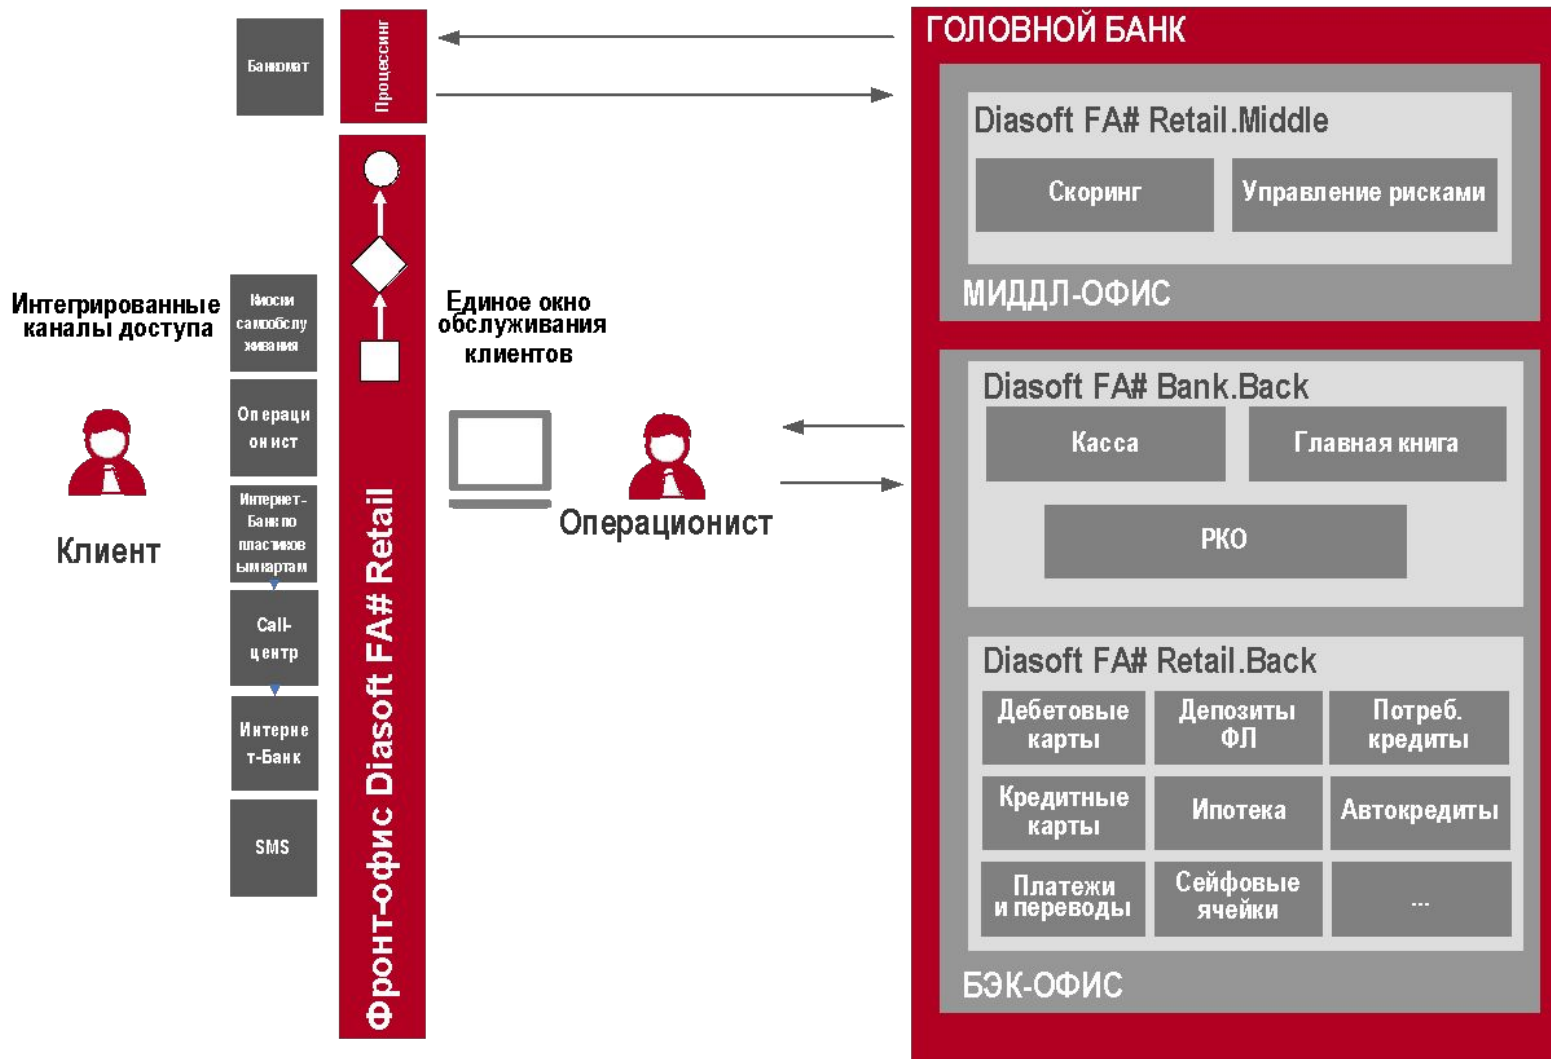 Банкомат
Процессинг
Интегрированные
каналы доступа
Клиент
Киоски
самообслу
живания
Операци
онист
Интернет-
Банк по
пластиков
ым картам
Call-
центр
Интерне
т-Банк
SMS
Фронт-офис Diasoft FA# Retail
Единое окно
обслуживания
клиентов
Операционист
ГОЛОВНОЙ БАНК
Diasoft FA# Retail.Middle
Скоринг
Управление рисками
МИДДЛ-ОФИС
Diasoft FA# Bank.Back
Касса
Главная книга
РКО
Diasoft FA# Retail.Back
Дебетовые
карты
Депозиты
ФЛ
Потреб.
кредиты
Кредитные
карты
Ипотека
Автокредиты
Платежи
и переводы
Сейфовые
ячейки
...
БЭК-ОФИС